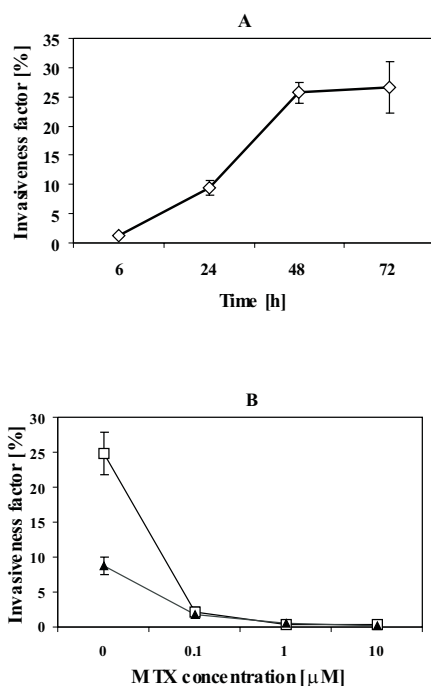 A
Invasiveness factor [%]
35
30
25
20
15
10
5
0
6 24 48 72
Time [h]
B
Invasiveness factor [%]
30
25
20
15
10
5
0
0 0.1 1 10
MTX concentration [μM]